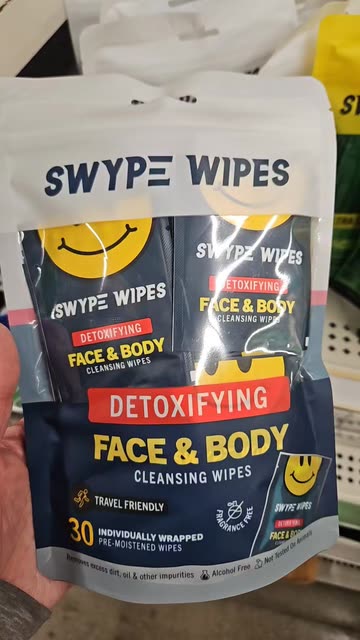 SWYPE WIPES
SWYPE WIPES
DETOXIFYING
FACE & BODY
CLEANSING WIPES
SWYPE WIPES
DETOXIFYING
FACE & BODY
CLEANSING WIPES
DETOXIFYING
FACE & BODY
CLEANSING WIPES
TRAVEL FRIENDLY
FRAGRANCE FREE
30 INDIVIDUALLY WRAPPED
PRE-MOISTENED WIPES
SWYPE WIPES
DETOXIFYING
FACE & BODY
Removes excess dirt, oil & other impurities
Alcohol Free
Not Tested On Animals